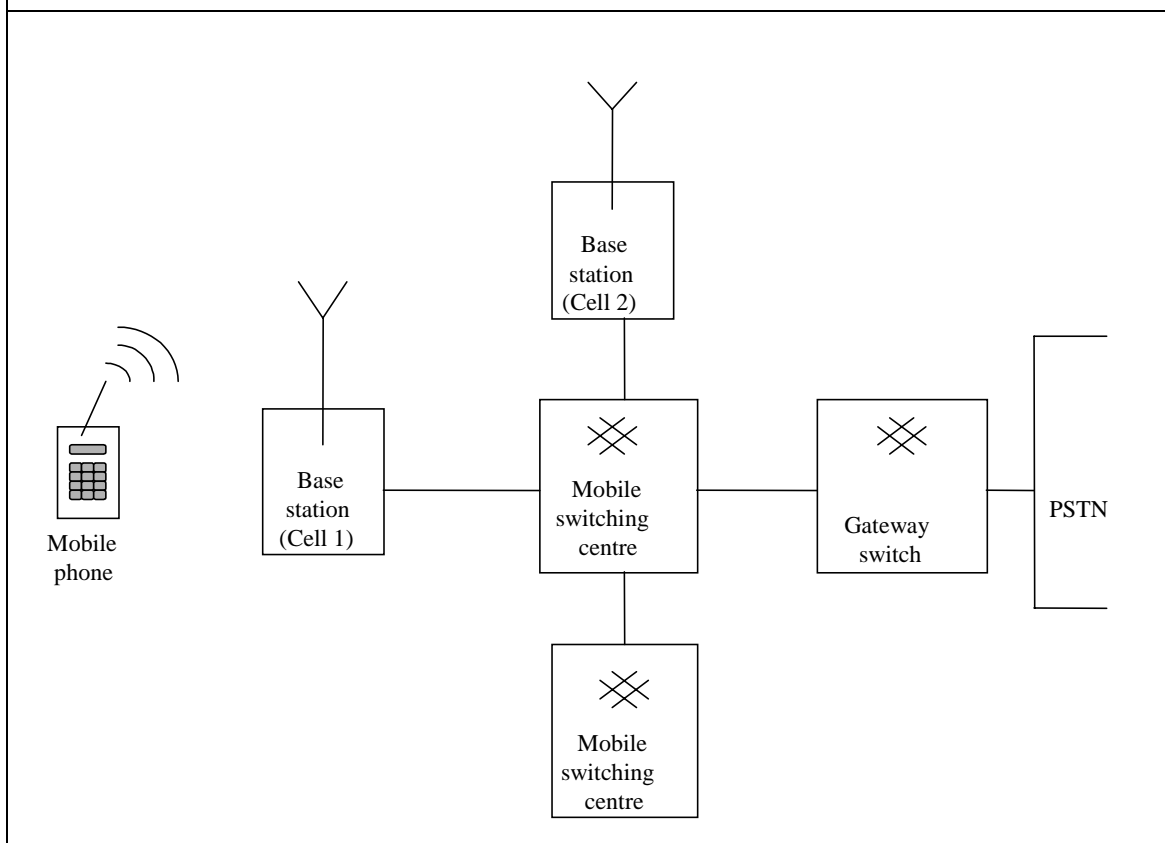 Base
station
(Cell 2)
Base
station
(Cell 1)
Mobile
switching
centre
Gateway
switch
PSTN
Mobile
phone
Mobile
switching
centre